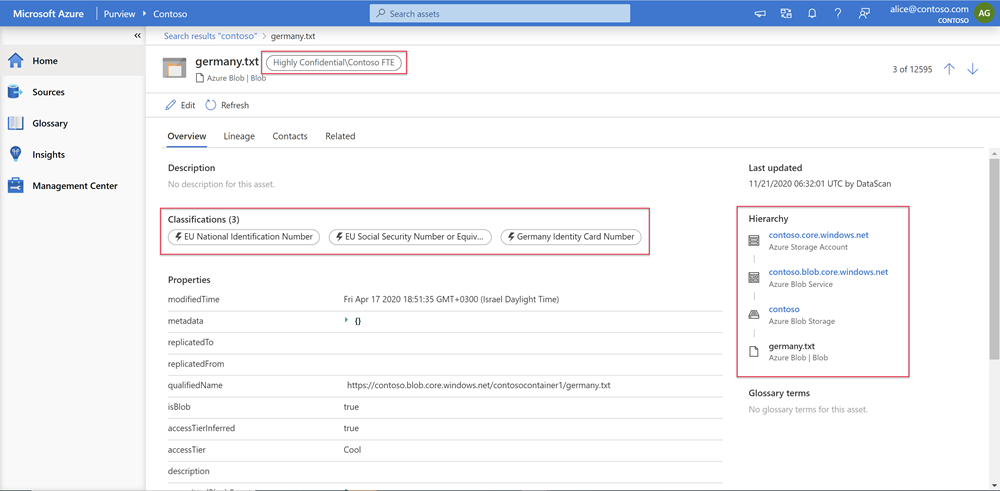 Microsoft Azure Purview > Contoso Search assets alice@contoso.com AG
CONTOSO
«
Search results "contoso" > germany.txt
Home
germany.txt Highly Confidential\Contoso FTE
Azure Blob | Blob
3 of 12595
Sources
Edit Refresh
Glossary
Overview Lineage Contacts Related
Insights
Management Center
Description
No description for this asset.
Classifications (3)
EU National Identification Number EU Social Security Number or Equiv... Germany Identity Card Number
Properties
modifiedTime Fri Apr 17 2020 18:51:35 GMT+0300 (Israel Daylight Time)
metadata {}
replicatedTo
replicatedFrom
qualifiedName https://contoso.blob.core.windows.net/contosocontainer1/germany.txt
isBlob true
accessTierInferred true
accessTier Cool
description
Last updated
11/21/2020 06:32:01 UTC by DataScan
Hierarchy
contoso.core.windows.net
Azure Storage Account
contoso.blob.core.windows.net
Azure Blob Service
contoso
Azure Blob Storage
germany.txt
Azure Blob | Blob
Glossary terms
No glossary terms for this asset.